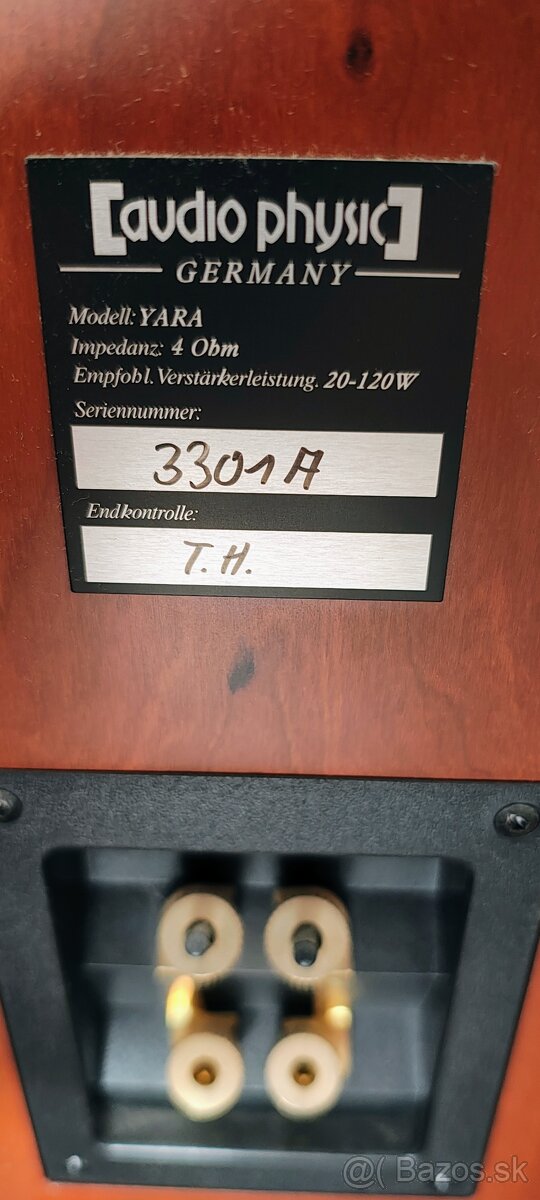 [audio physic]
GERMANY
Modell: YARA
Impedanz: 4 Ohm
Empfohl. Verstärkerleistung. 20-120W
Seriennummer:
3301A
Endkontrolle:
T.H.
@( Bazos.sk